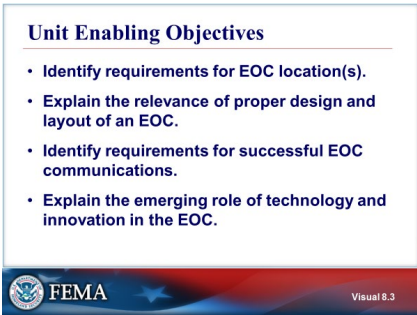 Unit Enabling Objectives
• Identify requirements for EOC location(s).
• Explain the relevance of proper design and
layout of an EOC.
• Identify requirements for successful EOC
communications.
• Explain the emerging role of technology and
innovation in the EOC.
FEMA
Visual 8.3